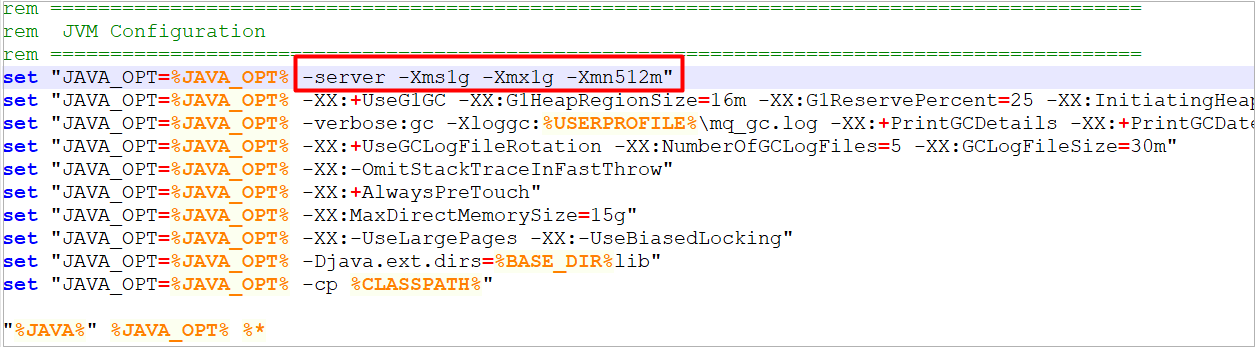 rem ===========================================================================================
rem  JVM Configuration
rem ===========================================================================================
set "JAVA_OPT=%JAVA_OPT% -server -Xms1g -Xmx1g -Xmn512m"
set "JAVA_OPT=%JAVA_OPT% -XX:+UseG1GC -XX:G1HeapRegionSize=16m -XX:G1ReservePercent=25 -XX:InitiatingHeap
set "JAVA_OPT=%JAVA_OPT% -verbose:gc -Xloggc:%USERPROFILE%\mq_gc.log -XX:+PrintGCDetails -XX:+PrintGCDate
set "JAVA_OPT=%JAVA_OPT% -XX:+UseGCLogFileRotation -XX:NumberOfGCLogFiles=5 -XX:GCLogFileSize=30m"
set "JAVA_OPT=%JAVA_OPT% -XX:-OmitStackTraceInFastThrow"
set "JAVA_OPT=%JAVA_OPT% -XX:+AlwaysPreTouch"
set "JAVA_OPT=%JAVA_OPT% -XX:MaxDirectMemorySize=15g"
set "JAVA_OPT=%JAVA_OPT% -XX:-UseLargePages -XX:-UseBiasedLocking"
set "JAVA_OPT=%JAVA_OPT% -Djava.ext.dirs=%BASE_DIR%lib"
set "JAVA_OPT=%JAVA_OPT% -cp %CLASSPATH%"
"%JAVA%" %JAVA_OPT% %*